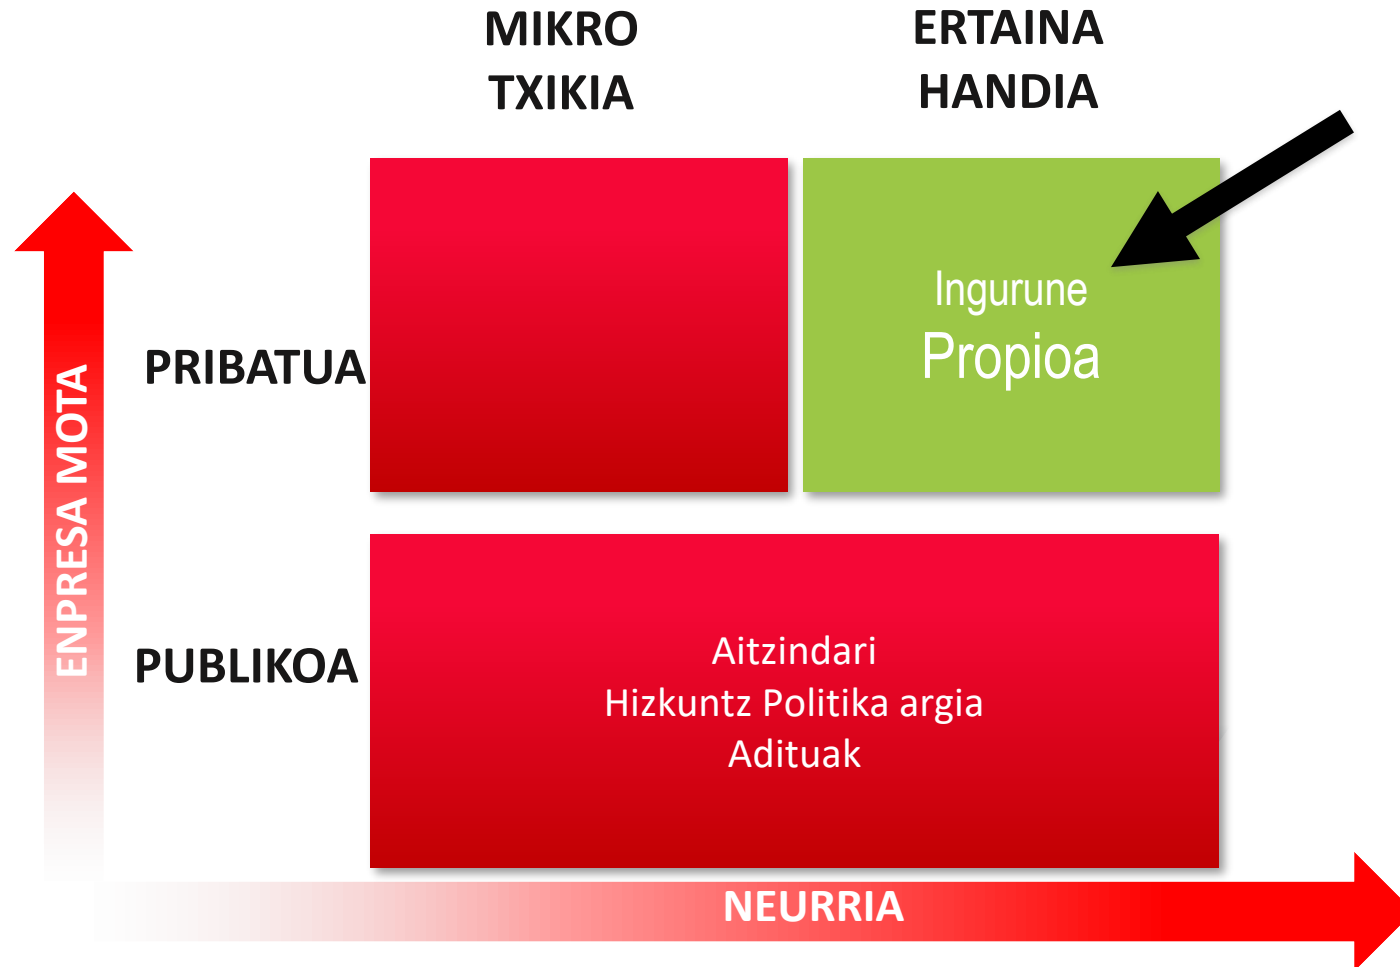 MIKRO
TXIKIA
ERTAINA
HANDIA
ENPRESA MOTA
PRIBATUA
Ingurune
Propioa
PUBLIKOA
Aitzindari
Hizkuntz Politika argia
Adituak
NEURRIA